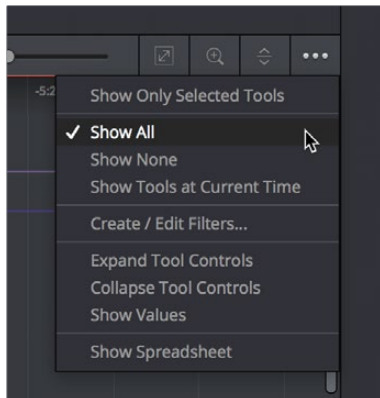 -5:2
Show Only Selected Tools
Show All
Show None
Show Tools at Current Time
Create / Edit Filters...
Expand Tool Controls
Collapse Tool Controls
Show Values
Show Spreadsheet